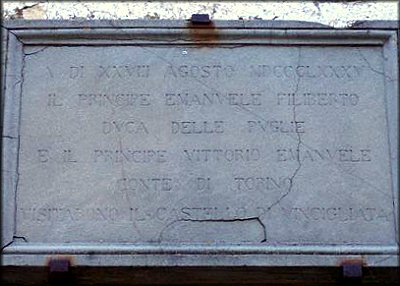 A DI XXVII AGOSTO MDCCCLXXXV
IL PRINCIPE EMANVELE FILIBERTO
DVCA DELLE PVGLIE
E IL PRINCIPE VITTORIO EMANVELE
CONTE DI TORINO
VISITARONO IL CASTELLO DI VINCIGLIATA